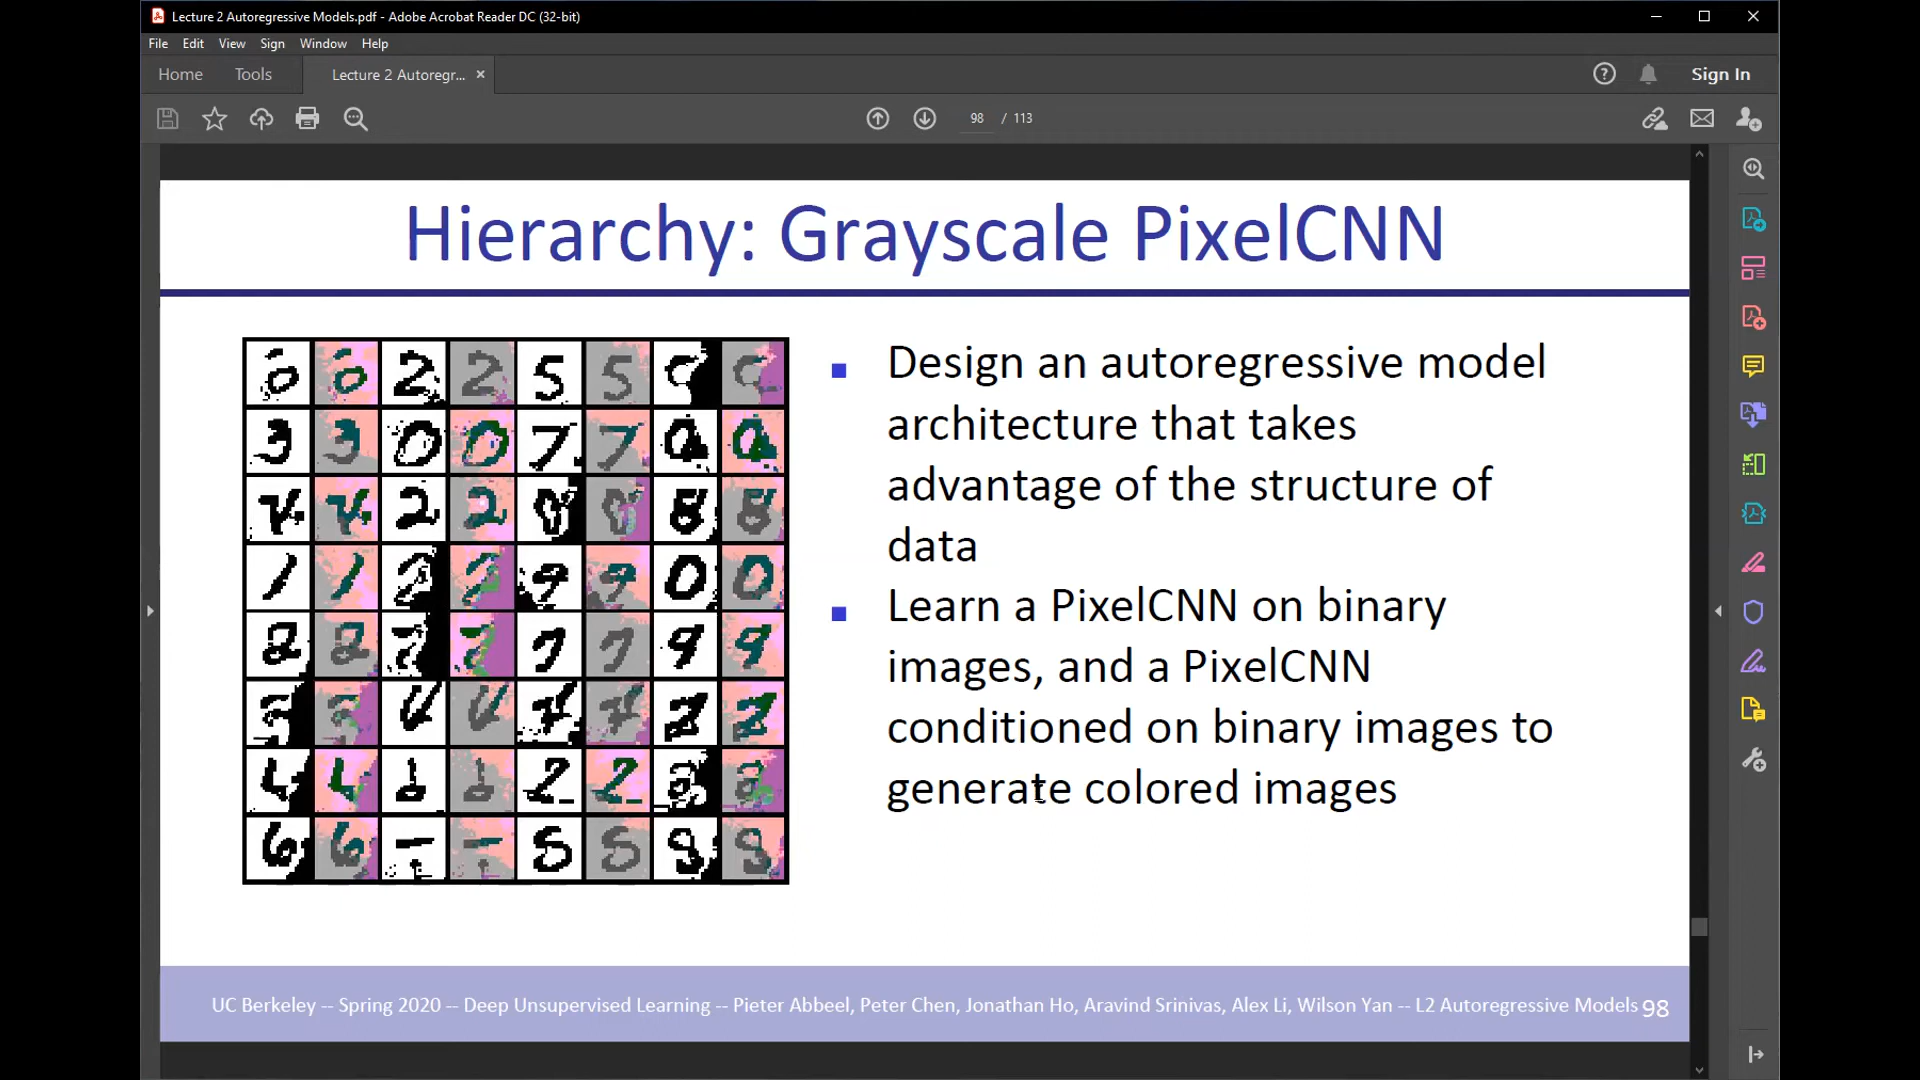 Lecture 2 Autoregressive Models.pdf - Adobe Acrobat Reader DC (32-bit)
File Edit View Sign Window Help
Home Tools Lecture 2 Autoregr... × Sign In
98 / 113
Hierarchy: Grayscale PixelCNN
Design an autoregressive model
architecture that takes
advantage of the structure of
data
Learn a PixelCNN on binary
images, and a PixelCNN
conditioned on binary images to
generate colored images
UC Berkeley -- Spring 2020 -- Deep Unsupervised Learning -- Pieter Abbeel, Peter Chen, Jonathan Ho, Aravind Srinivas, Alex Li, Wilson Yan -- L2 Autoregressive Models 98